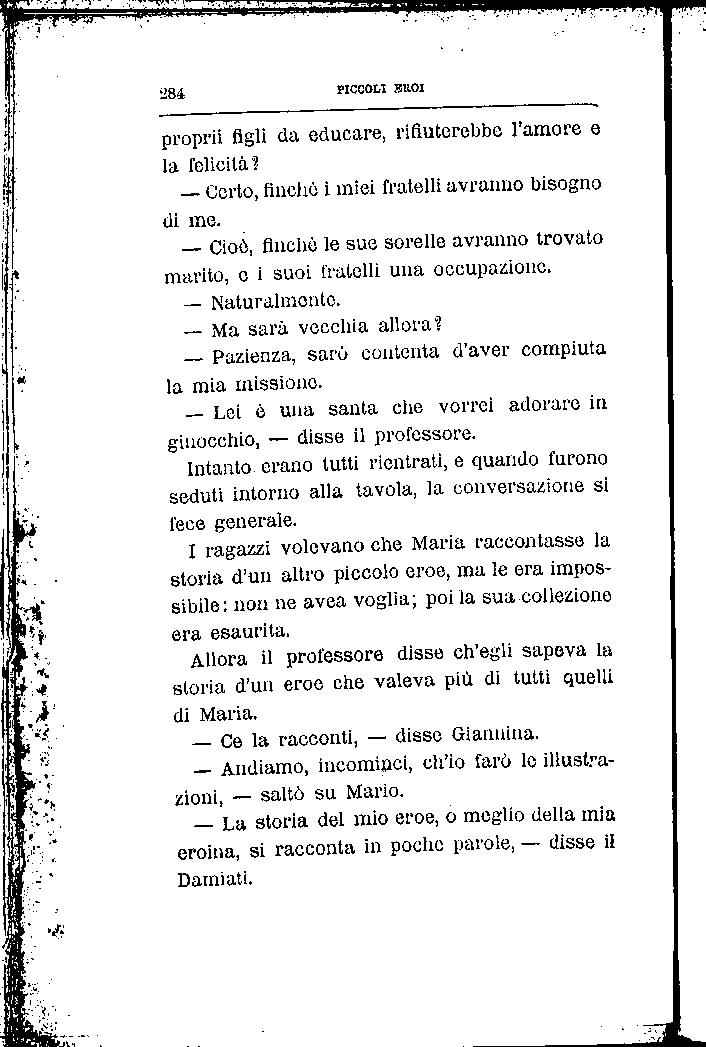 284 PICCOLI EROI
proprii figli da educare, rifiuterebbe l'amore e
la felicità?
— Certo, finchè i miei fratelli avranno bisogno
di me.
— Cioè, finchè le sue sorelle avranno trovato
marito, e i suoi fratelli una occupazione.
— Naturalmente.
— Ma sarà vecchia allora?
— Pazienza, sarò contenta d'aver compiuta
la mia missione.
— Lei è una santa che vorrei adorare in
ginocchio, — disse il professore.
Intanto erano tutti rientrati, e quando furono
seduti intorno alla tavola, la conversazione si
fece generale.
I ragazzi volevano che Maria raccontasse la
storia d'un altro piccolo eroe, ma le era impos-
sibile: non ne avea voglia; poi la sua collezione
era esaurita.
Allora il professore disse ch'egli sapeva la
storia d'un eroe che valeva più di tutti quelli
di Maria.
— Ce la racconti, — disse Giannina.
— Andiamo, incominci, ch'io farò le illustra-
zioni, — saltò su Mario.
— La storia del mio eroe, o meglio della mia
eroina, si racconta in poche parole, — disse il
Damiati.